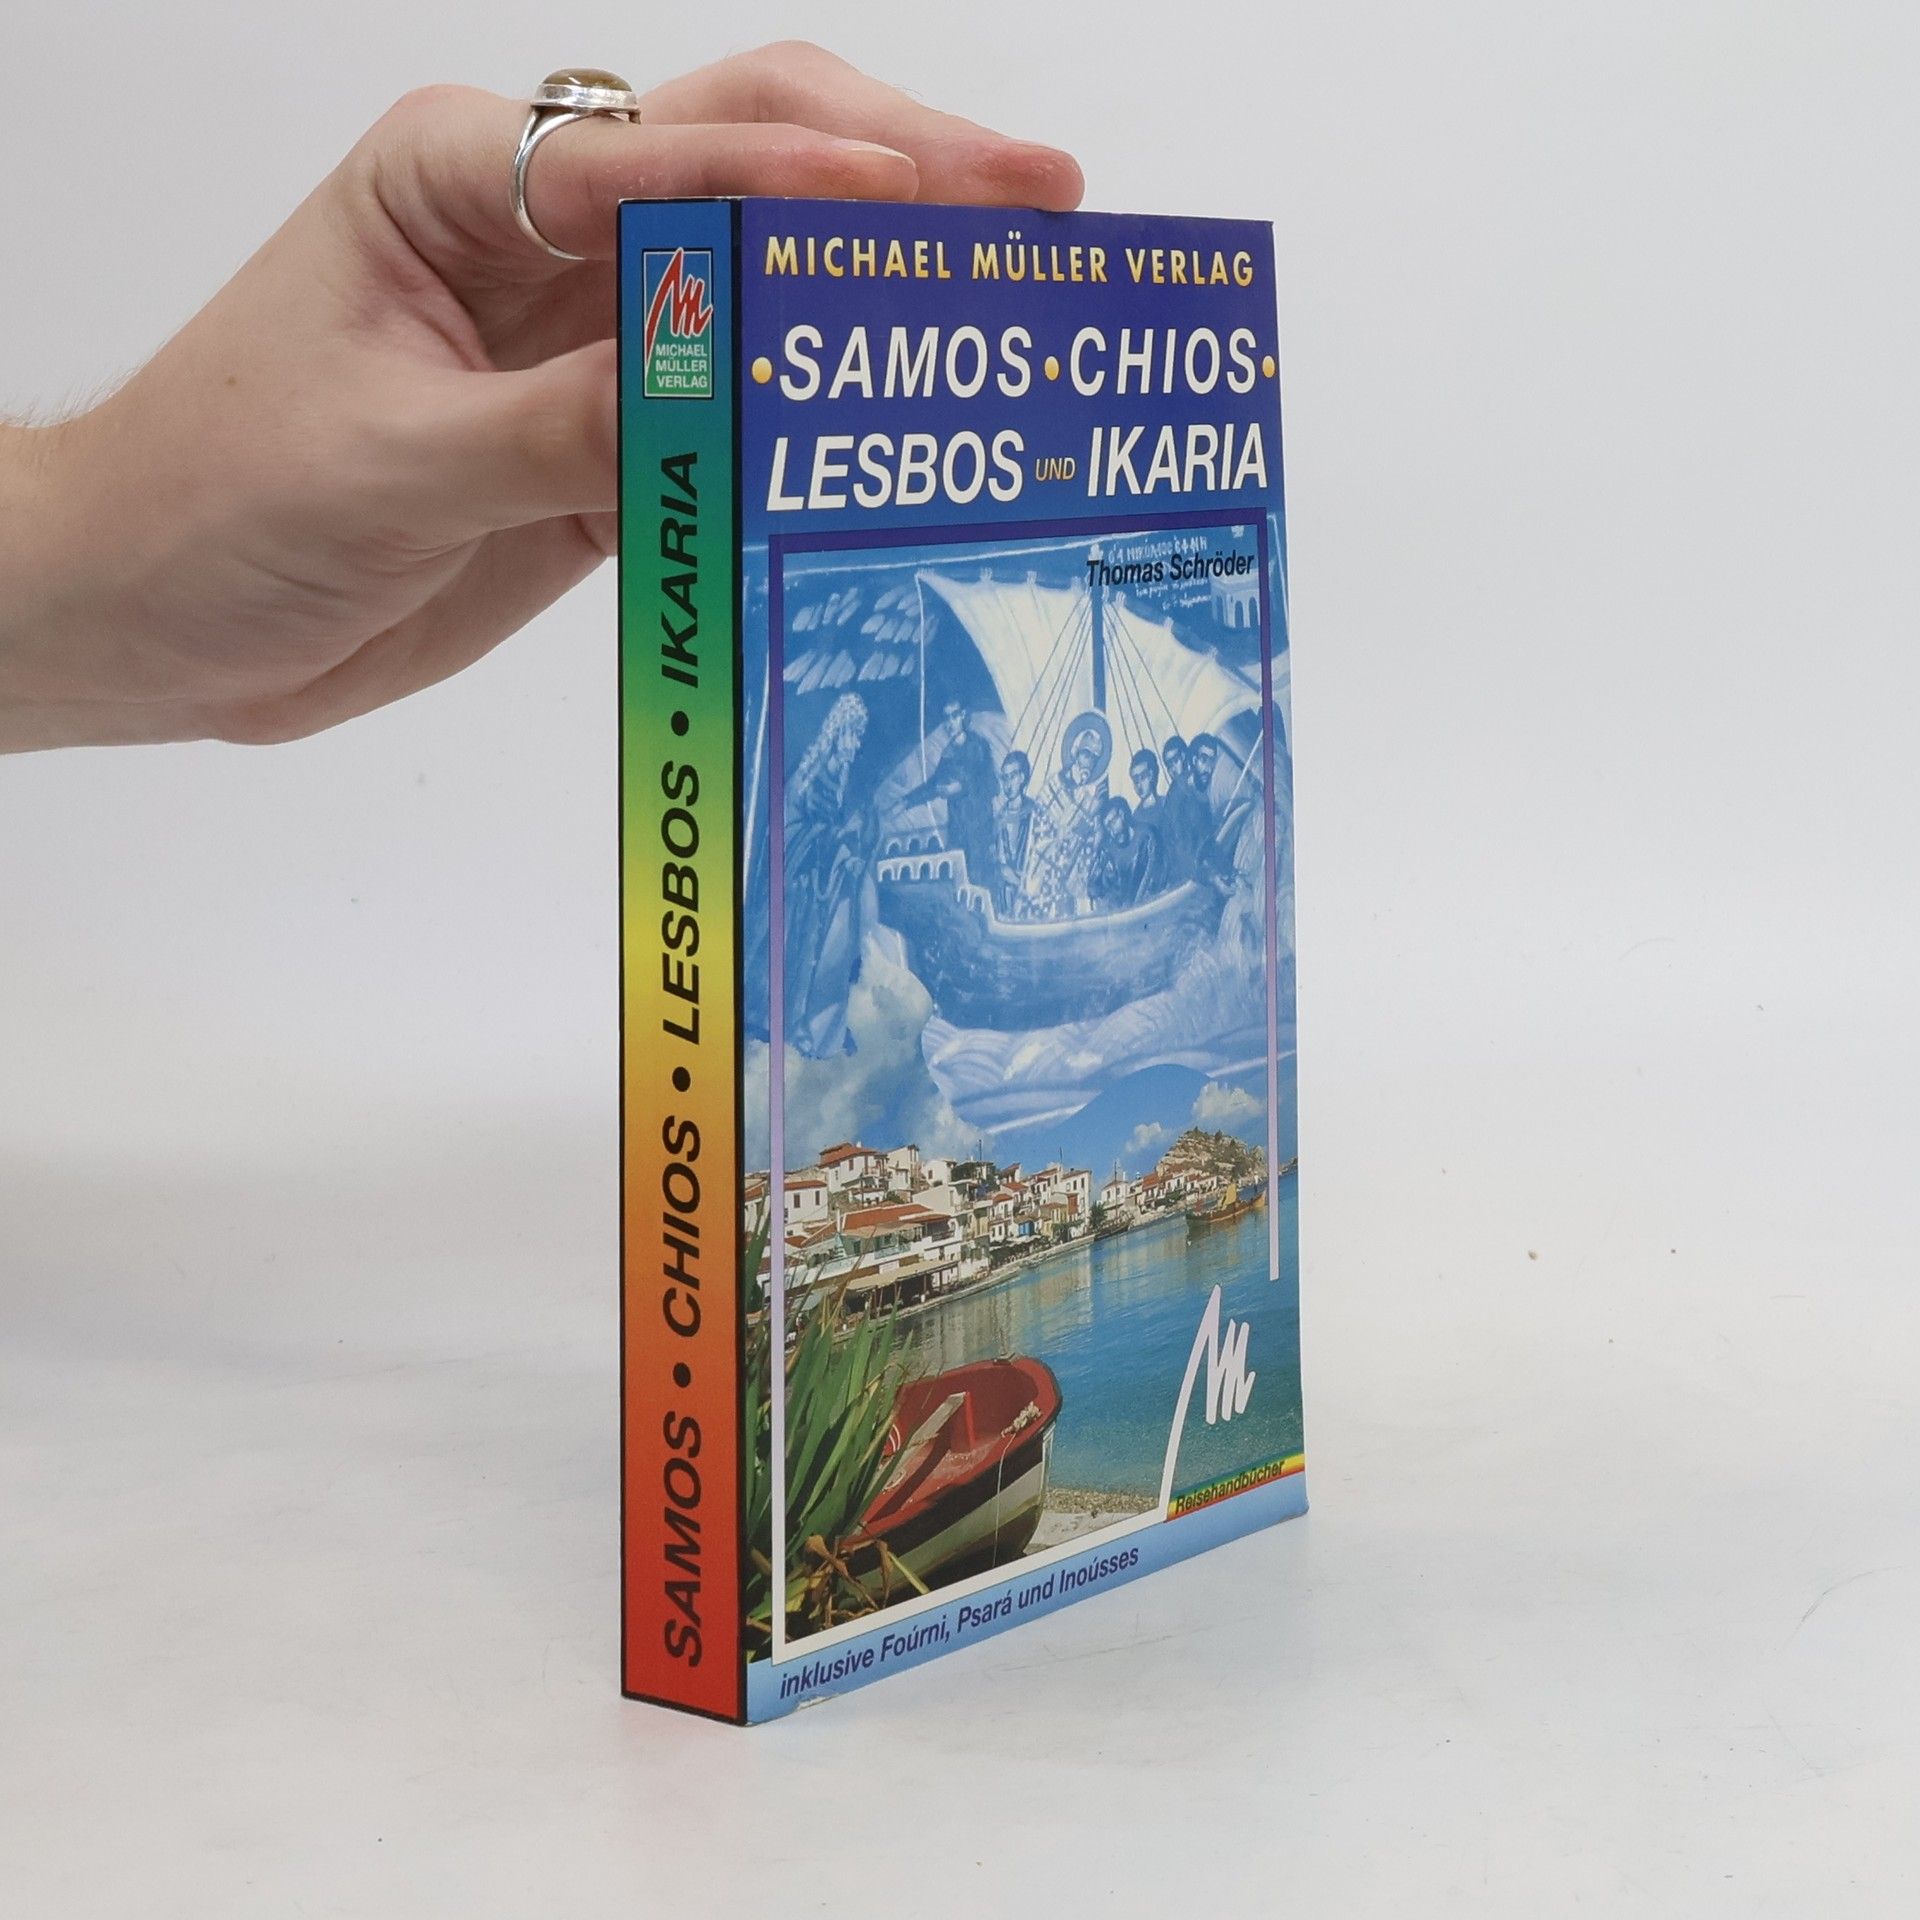 MICHAEL
MÜLLER
VERLAG
SAMOS • CHIOS • LESBOS • IKARIA
MICHAEL MÜLLER VERLAG
•SAMOS•CHIOS•
LESBOS UND IKARIA
Thomas Schröder
Reisehandbücher
inklusive Foúrni, Psará und Inoússes